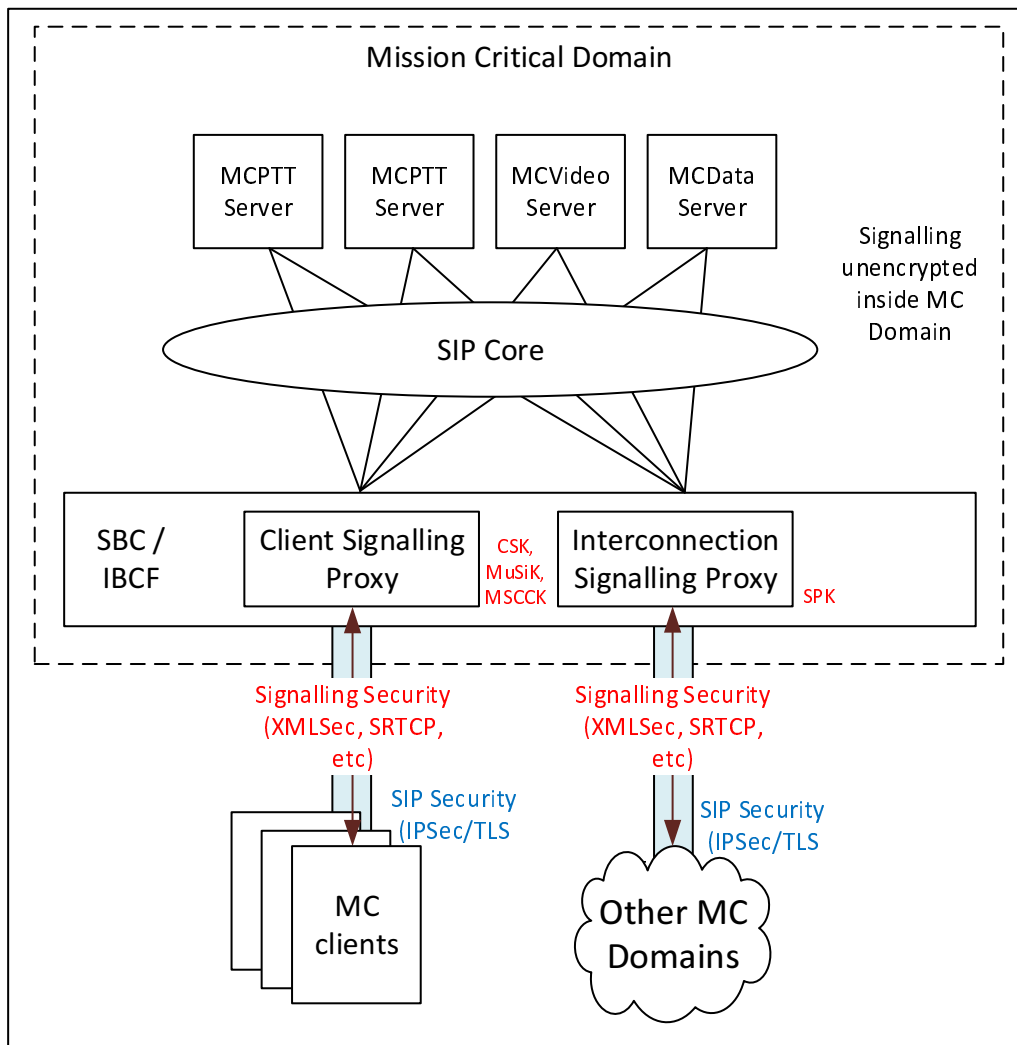 Mission Critical Domain
MCPTT
Server
MCPTT
Server
MCVideo
Server
MCData
Server
Signalling
unencrypted
inside MC
Domain
SIP Core
SBC /
IBCF
Client Signalling
Proxy
CSK,
MuSiK,
MSCCK
Interconnection
Signalling Proxy
SPK
Signalling Security
(XMLSec, SRTCP,
etc)
Signalling Security
(XMLSec, SRTCP,
etc)
SIP Security
(IPSec/TLS
SIP Security
(IPSec/TLS
MC
clients
Other MC
Domains